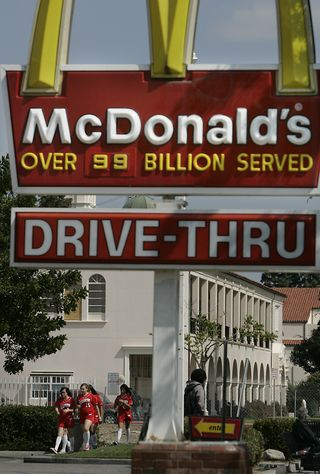 McDonald's
OVER 99 BILLION SERVED
DRIVE-THRU
enter